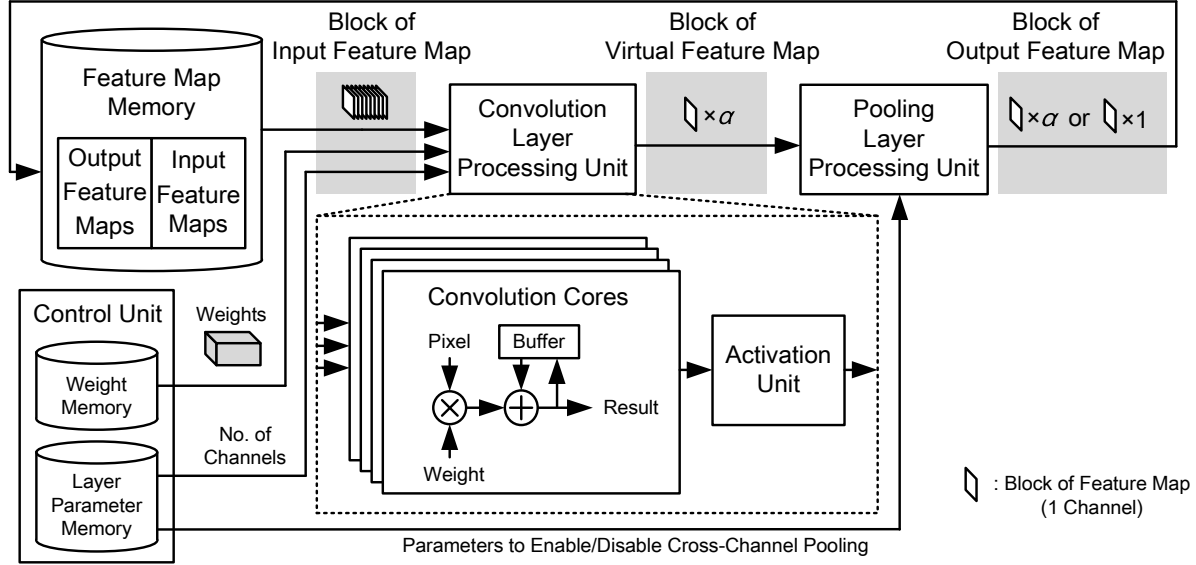 Block of
Input Feature Map
Block of
Virtual Feature Map
Block of
Output Feature Map
Feature Map
Memory
Output
Feature
Maps
Input
Feature
Maps
Convolution
Layer
Processing Unit
×α
Pooling
Layer
Processing Unit
×α or ×1
Control Unit
Weight
Memory
Layer
Parameter
Memory
Weights
No. of
Channels
Convolution Cores
Pixel
Buffer
Result
Weight
Activation
Unit
: Block of Feature Map
(1 Channel)
Parameters to Enable/Disable Cross-Channel Pooling